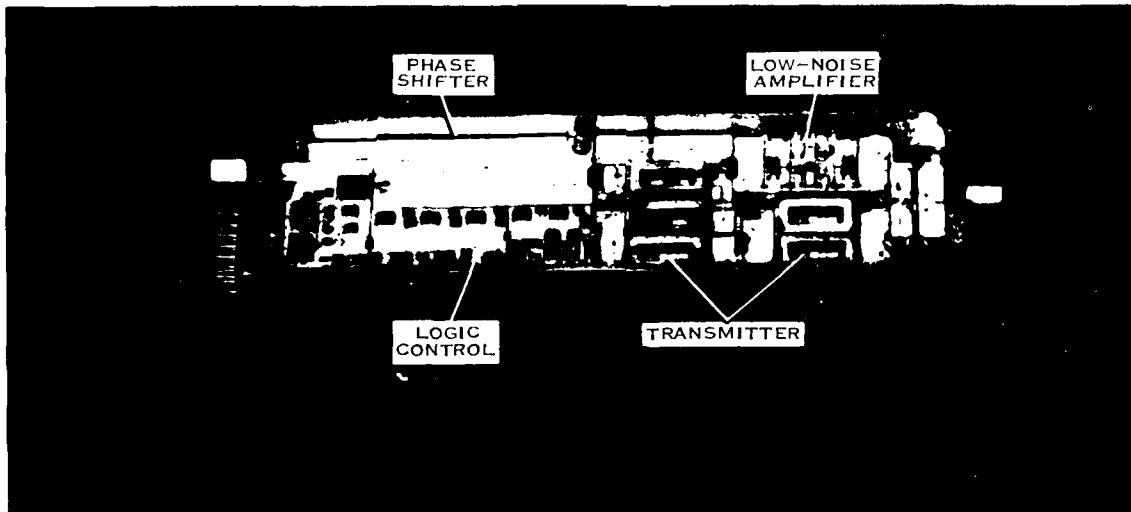 PHASE
SHIFTER
LOW-NOISE
AMPLIFIER
LOGIC
CONTROL
TRANSMITTER